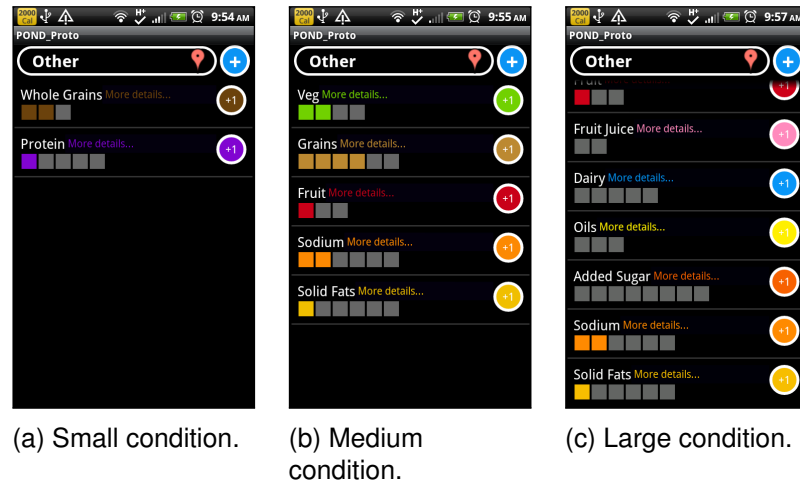 2000 Cal 9:54 AM
POND_Proto
Other +
Whole Grains More details...
+1
Protein More details...
+1
(a) Small condition.
2000 Cal 9:55 AM
POND_Proto
Other +
Veg More details...
+1
Grains More details...
+1
Fruit More details...
+1
Sodium More details...
+1
Solid Fats More details...
+1
(b) Medium
condition.
2000 Cal 9:57 AM
POND_Proto
Other +
Fruit More details...
+1
Fruit Juice More details...
+1
Dairy More details...
+1
Oils More details...
+1
Added Sugar More details...
+1
Sodium More details...
+1
Solid Fats More details...
+1
(c) Large condition.